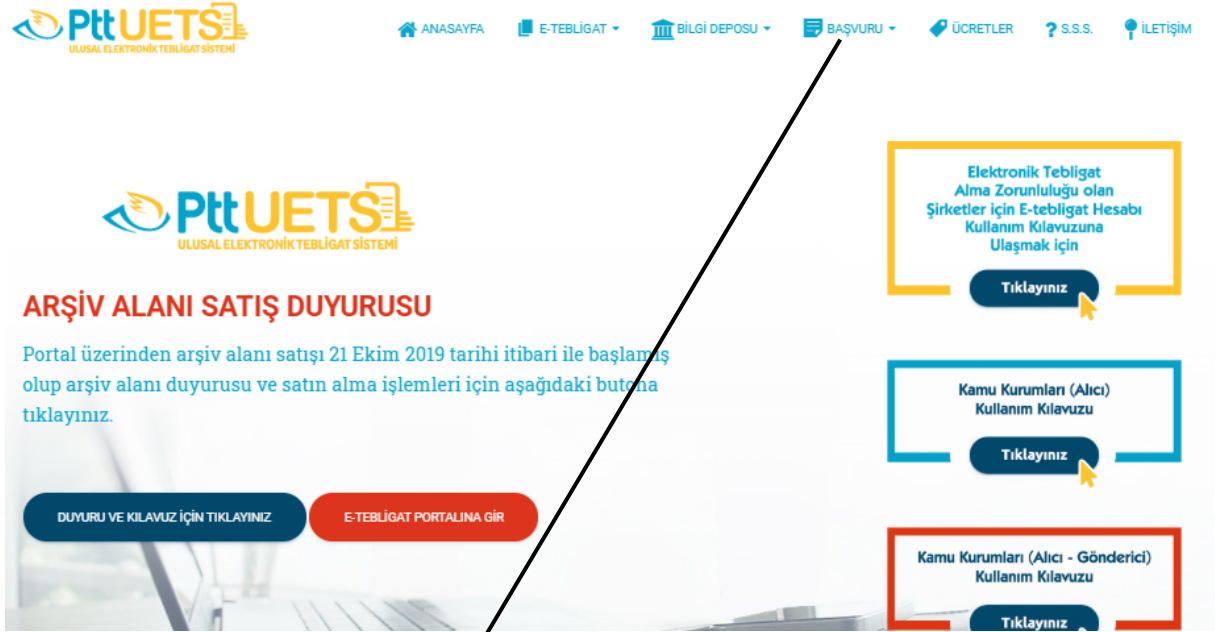 PttUETS
ULUSAL ELEKTRONİK TEBLİGAT SİSTEMİ
ANASAYFA E-TEBLİGAT BİLGİ DEPOSU BAŞVURU ÜCRETLER ? S.S.S. İLETİŞİM
PttUETS
ULUSAL ELEKTRONİK TEBLİGAT SİSTEMİ
ARŞİV ALANI SATIŞ DUYURUSU
Portal üzerinden arşiv alanı satışı 21 Ekim 2019 tarihi itibari ile başlamış
olup arşiv alanı duyurusu ve satın alma işlemleri için aşağıdaki butona
tıklayınız.
DUYURU VE KILAVUZ İÇİN TIKLAYINIZ
E-TEBLİGAT PORTALINA GİR
Elektronik Tebligat
Alma Zorunluluğu olan
Şirketler için E-tebligat Hesabı
Kullanım Kılavuzuna
Ulaşmak için
Tıklayınız
Kamu Kurumları (Alıcı)
Kullanım Kılavuzu
Tıklayınız
Kamu Kurumları (Alıcı - Gönderici)
Kullanım Kılavuzu
Tıklayınız